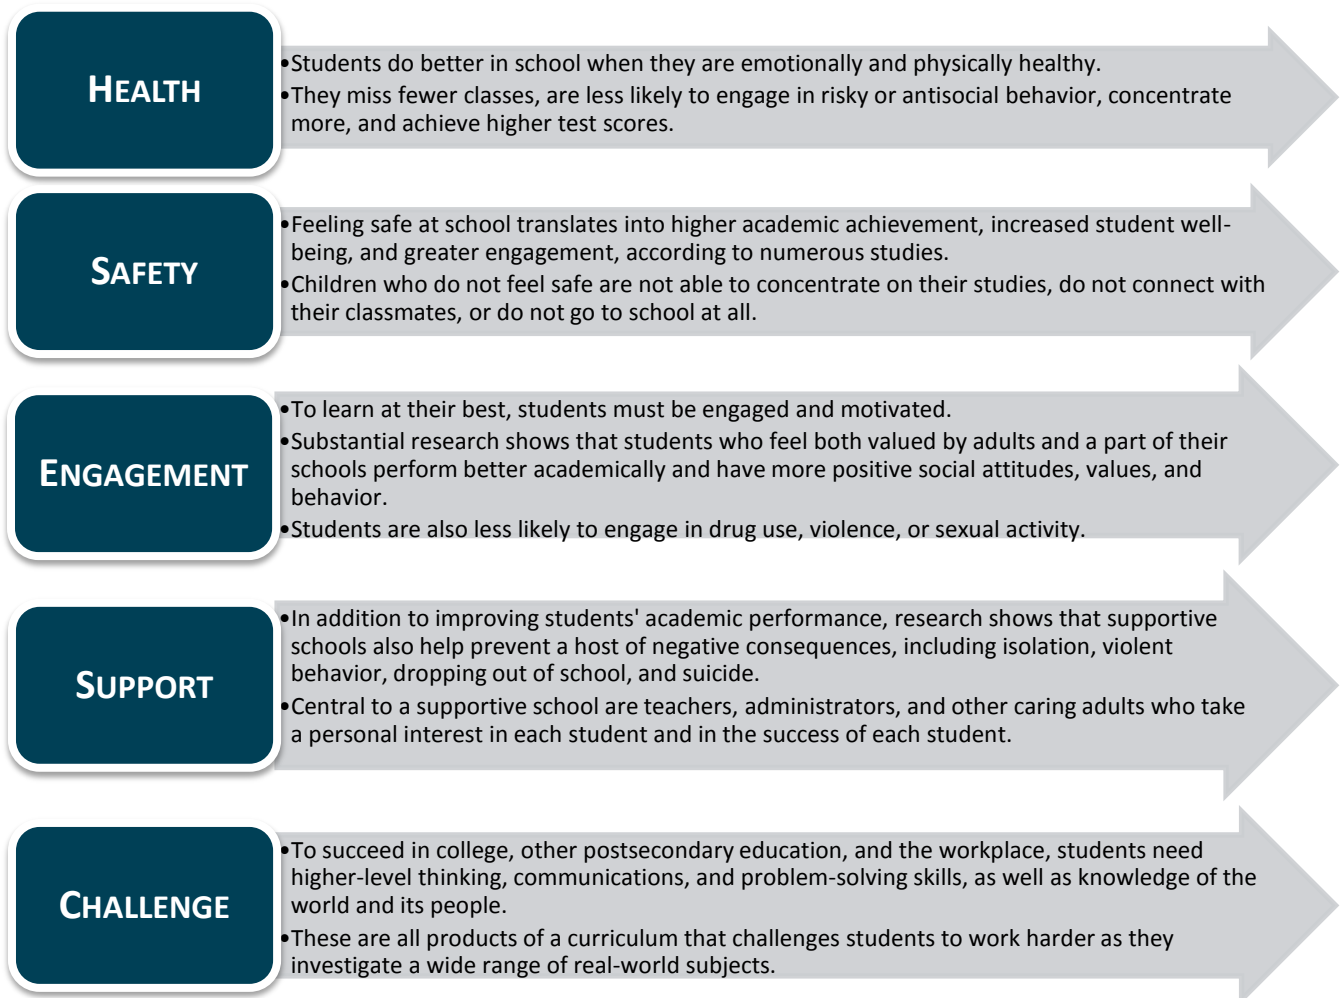 HEALTH
•Students do better in school when they are emotionally and physically healthy.
•They miss fewer classes, are less likely to engage in risky or antisocial behavior, concentrate
more, and achieve higher test scores.
SAFETY
•Feeling safe at school translates into higher academic achievement, increased student well-
being, and greater engagement, according to numerous studies.
•Children who do not feel safe are not able to concentrate on their studies, do not connect with
their classmates, or do not go to school at all.
ENGAGEMENT
•To learn at their best, students must be engaged and motivated.
•Substantial research shows that students who feel both valued by adults and a part of their
schools perform better academically and have more positive social attitudes, values, and
behavior.
•Students are also less likely to engage in drug use, violence, or sexual activity.
SUPPORT
•In addition to improving students' academic performance, research shows that supportive
schools also help prevent a host of negative consequences, including isolation, violent
behavior, dropping out of school, and suicide.
•Central to a supportive school are teachers, administrators, and other caring adults who take
a personal interest in each student and in the success of each student.
CHALLENGE
•To succeed in college, other postsecondary education, and the workplace, students need
higher-level thinking, communications, and problem-solving skills, as well as knowledge of the
world and its people.
•These are all products of a curriculum that challenges students to work harder as they
investigate a wide range of real-world subjects.